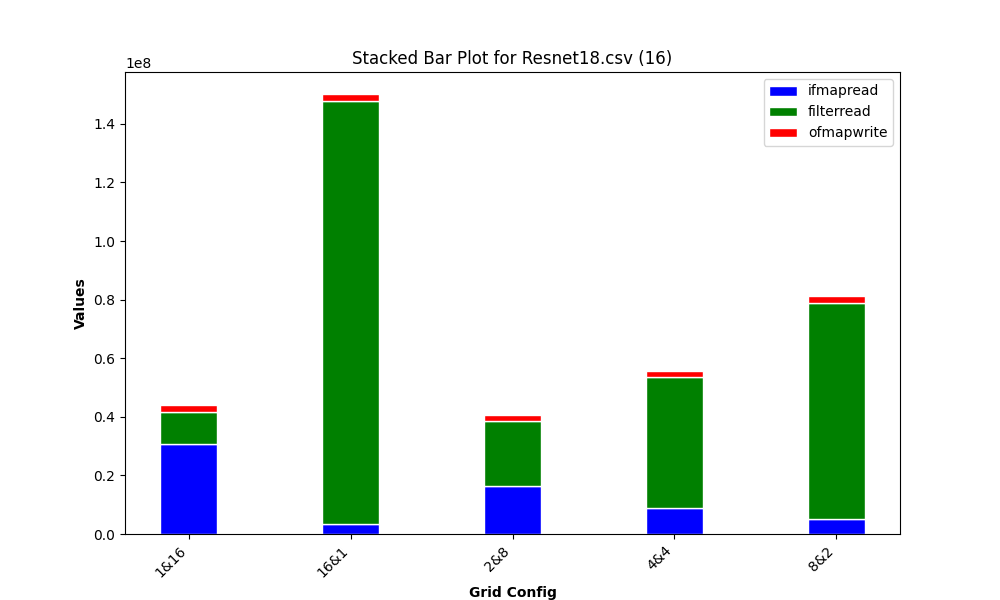 Stacked Bar Plot for Resnet18.csv (16)
1e8
ifmapread
filterread
ofmapwrite
1.4
1.2
1.0
0.8
0.6
0.4
0.2
0.0
Values
1&16
16&1
2&8
4&4
8&2
Grid Config